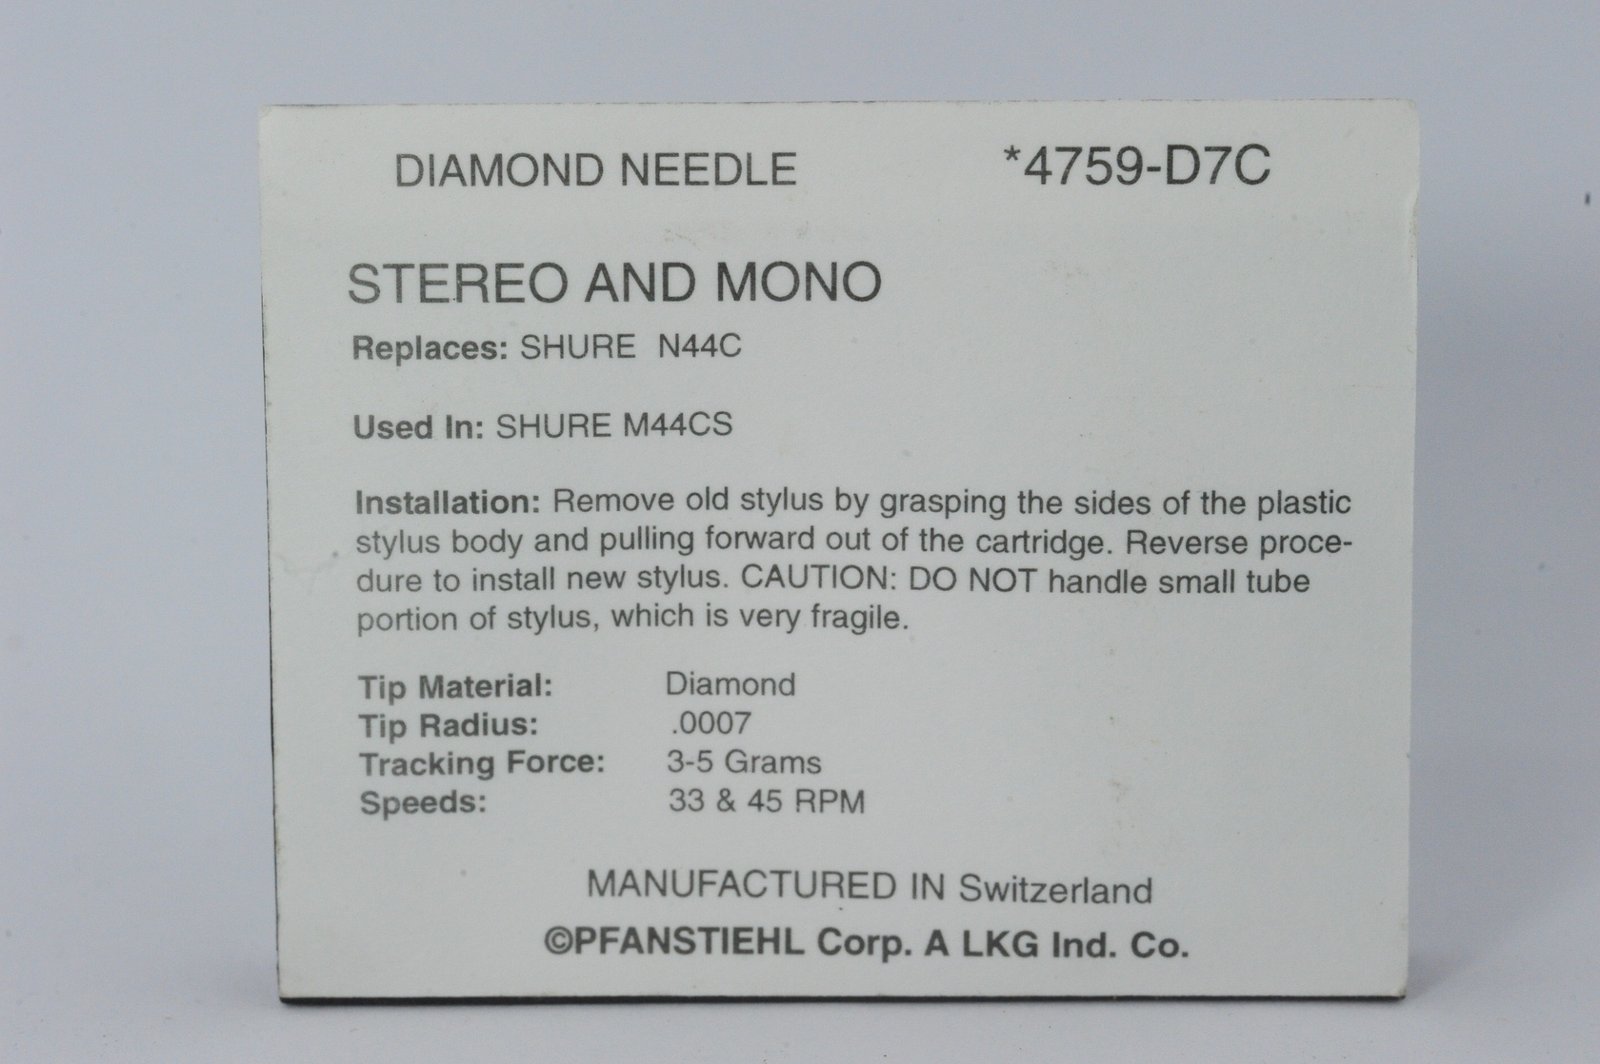 DIAMOND NEEDLE *4759-D7C
STEREO AND MONO
Replaces: SHURE N44C
Used In: SHURE M44CS
Installation: Remove old stylus by grasping the sides of the plastic
stylus body and pulling forward out of the cartridge. Reverse proce-
dure to install new stylus. CAUTION: DO NOT handle small tube
portion of stylus, which is very fragile.
Tip Material: Diamond
Tip Radius: .0007
Tracking Force: 3-5 Grams
Speeds: 33 & 45 RPM
MANUFACTURED IN Switzerland
©PFANSTIEHL Corp. A LKG Ind. Co.